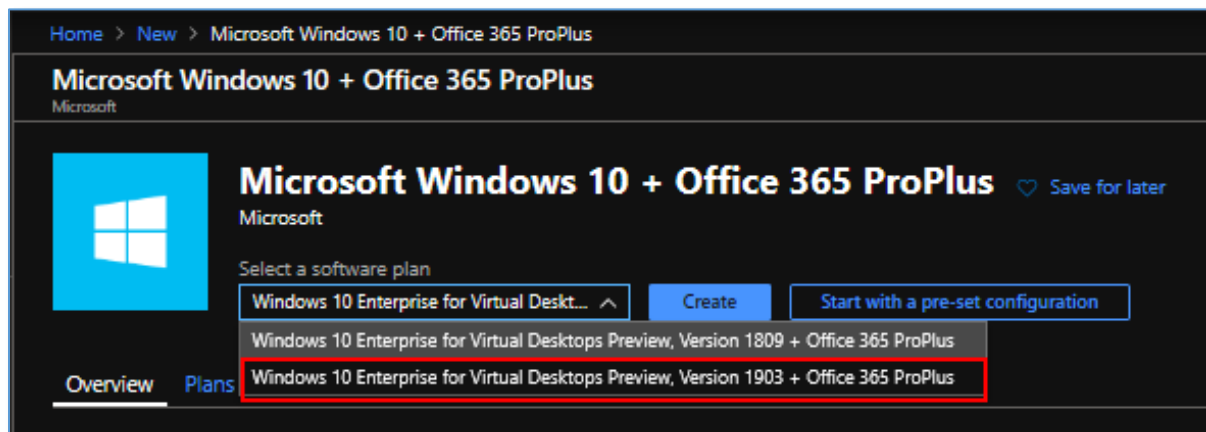 Home > New > Microsoft Windows 10 + Office 365 ProPlus
Microsoft Windows 10 + Office 365 ProPlus
Microsoft
Microsoft Windows 10 + Office 365 ProPlus
Save for later
Microsoft
Select a software plan
Windows 10 Enterprise for Virtual Deskt...
Create
Start with a pre-set configuration
Windows 10 Enterprise for Virtual Desktops Preview, Version 1809 + Office 365 ProPlus
Windows 10 Enterprise for Virtual Desktops Preview, Version 1903 + Office 365 ProPlus
Overview
Plans